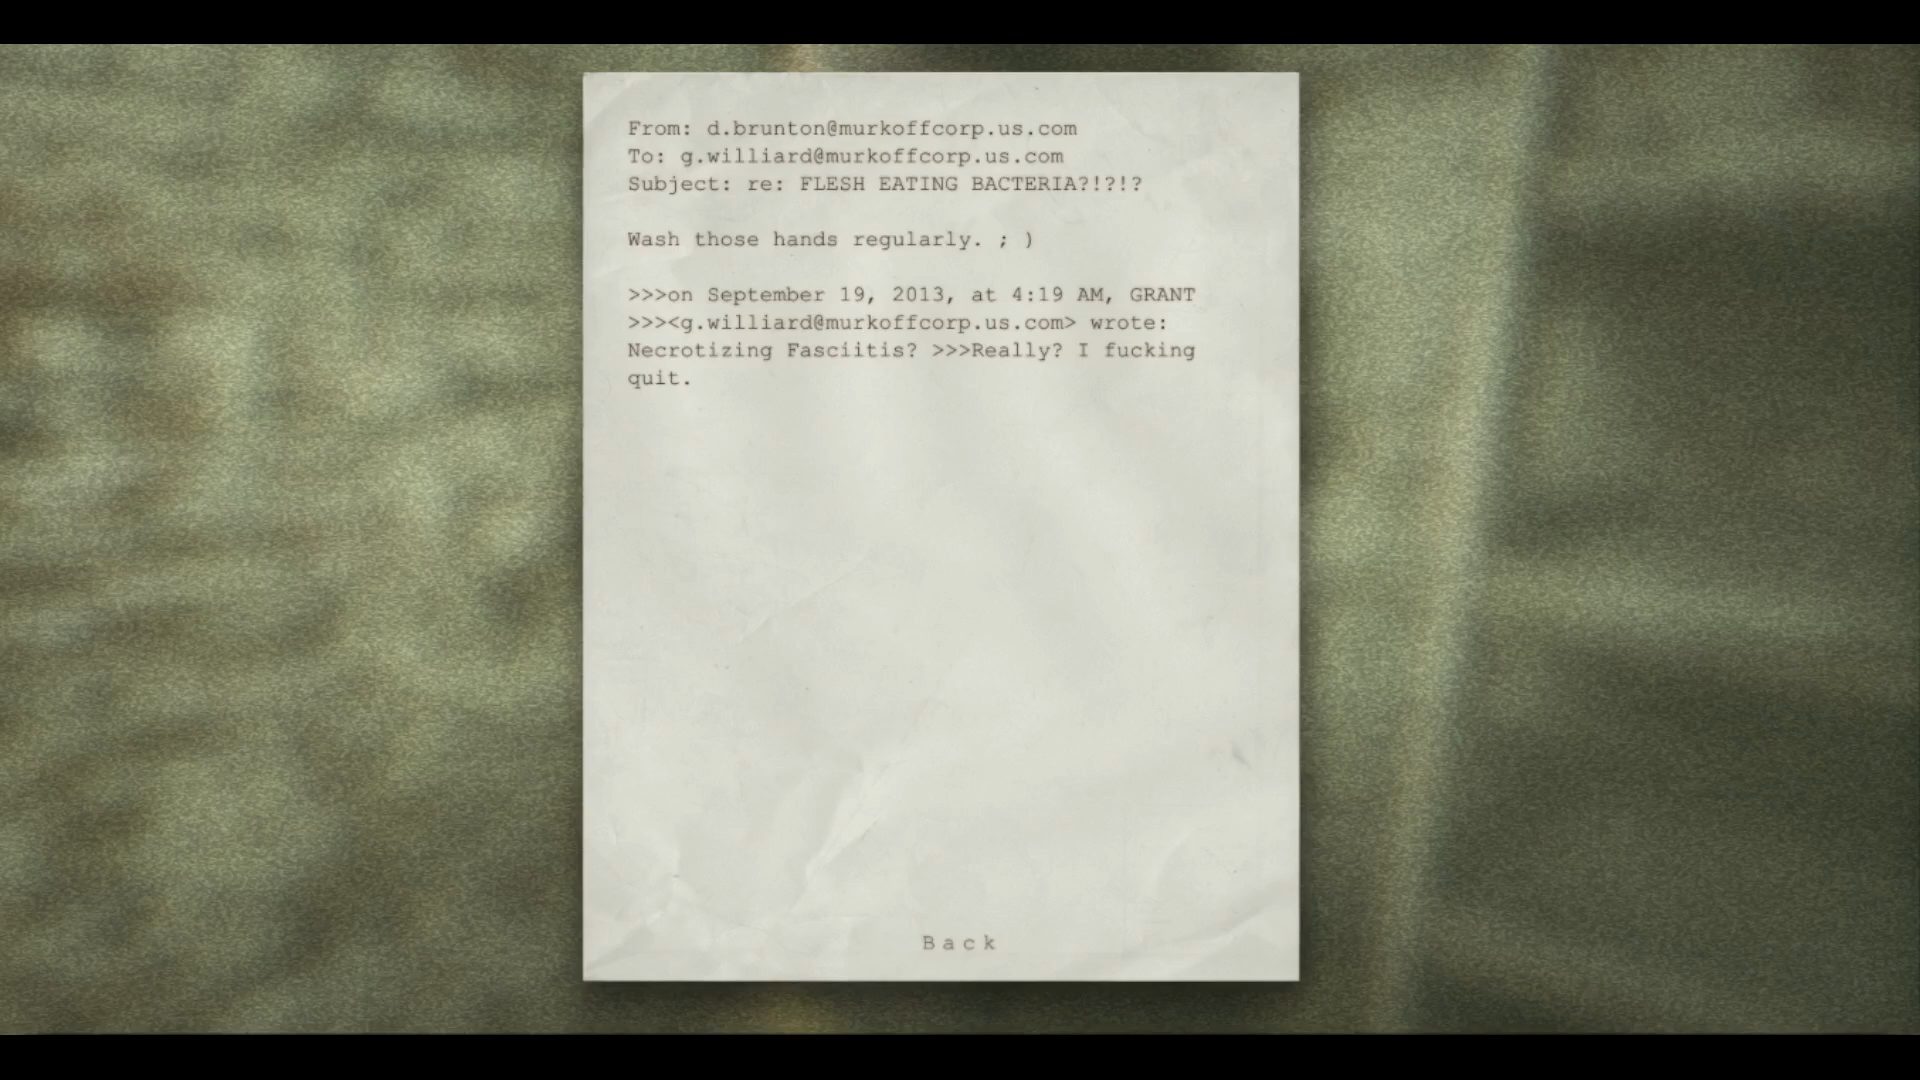 From: d.brunton@murkoffcorp.us.com
To: g.williard@murkoffcorp.us.com
Subject: re: FLESH EATING BACTERIA?!?!?
Wash those hands regularly. ; )
>>>on September 19, 2013, at 4:19 AM, GRANT
>>><g.williard@murkoffcorp.us.com> wrote:
Necrotizing Fasciitis? >>>Really? I fucking
quit.
Back